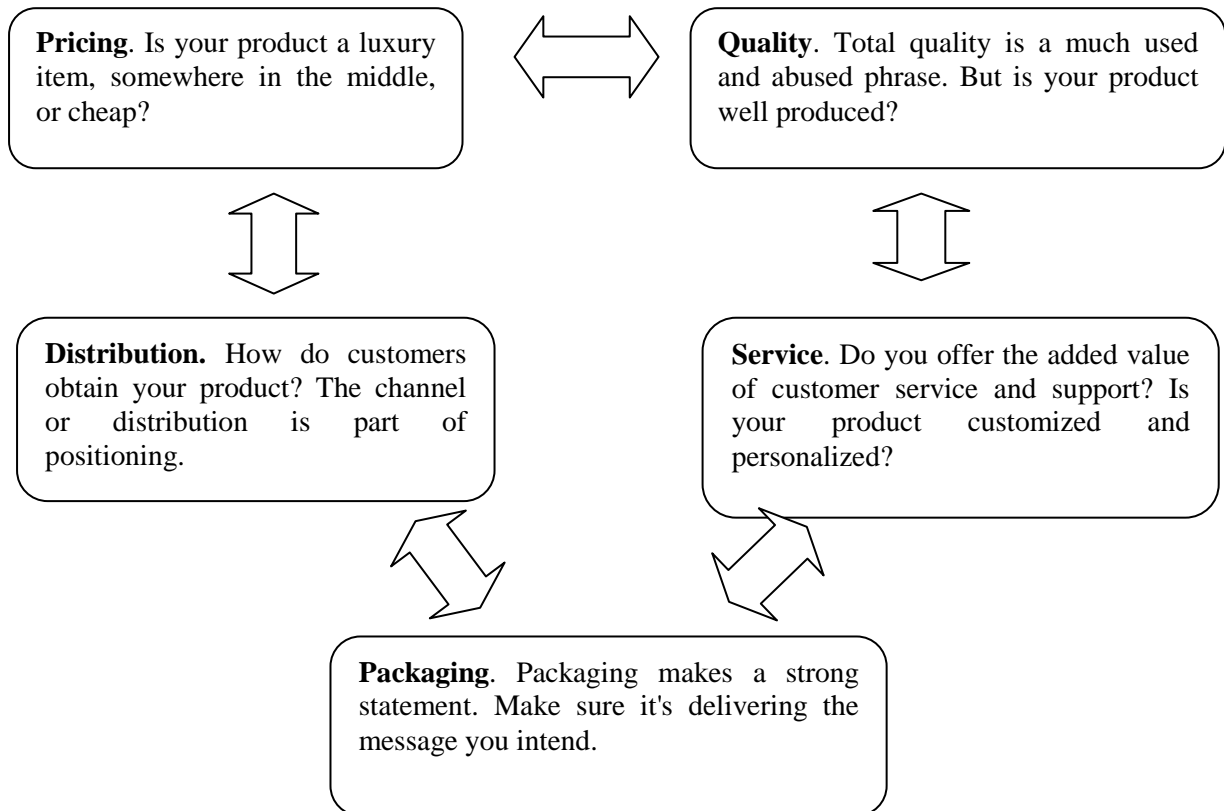 Pricing. Is your product a luxury
item, somewhere in the middle,
or cheap?
Quality. Total quality is a much used
and abused phrase. But is your product
well produced?
Distribution. How do customers
obtain your product? The channel
or distribution is part of
positioning.
Service. Do you offer the added value
of customer service and support? Is
your product customized and
personalized?
Packaging. Packaging makes a strong
statement. Make sure it's delivering the
message you intend.